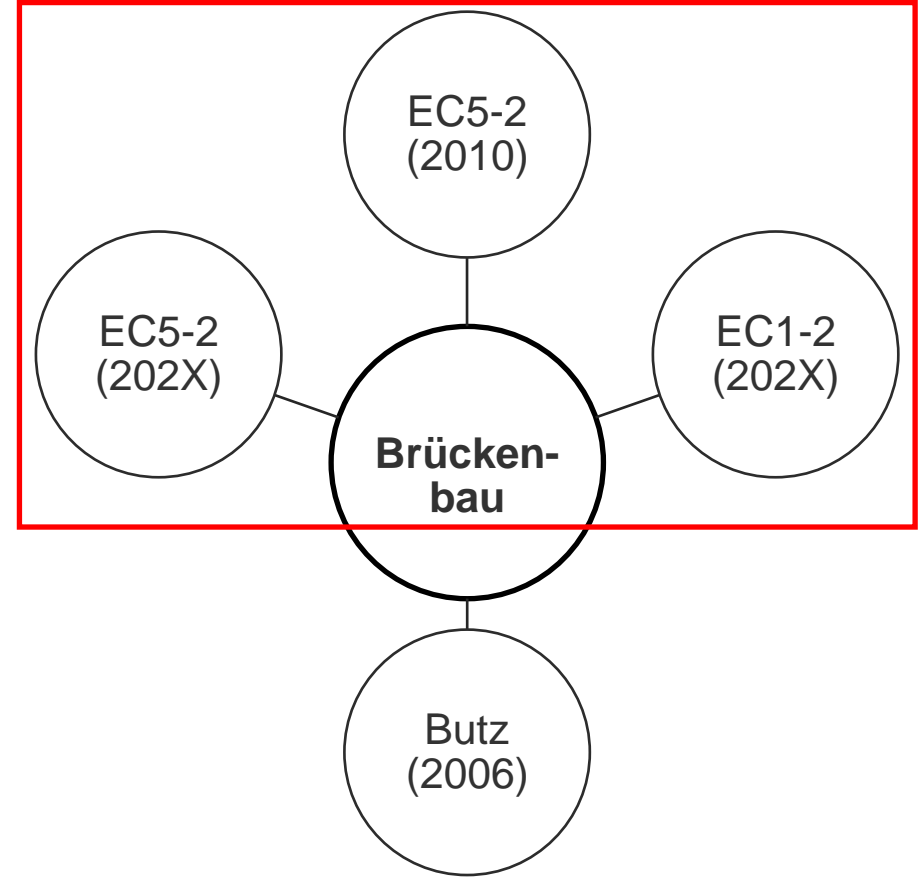 EC5-2
(2010)
EC5-2
(202X)
EC1-2
(202X)
Brücken-
bau
Butz
(2006)